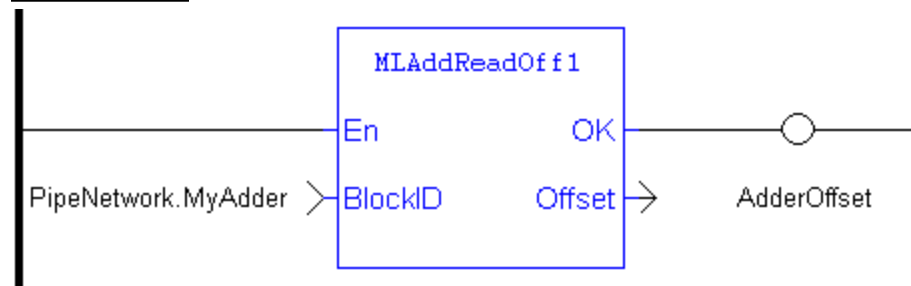 MLAddReadOff1
En OK
PipeNetwork.MyAdder BlockID Offset AdderOffset